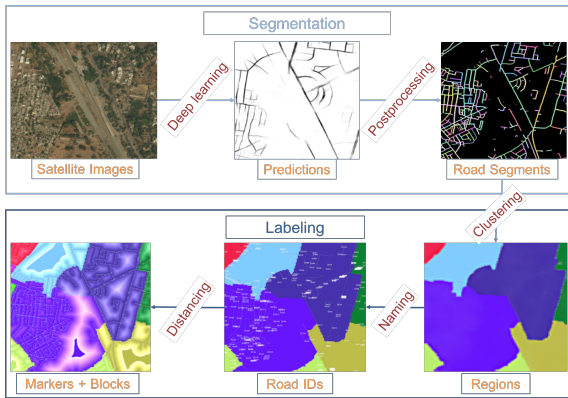 Segmentation
Deep learning
Postprocessing
Satellite Images
Predictions
Road Segments
Clustering
Labeling
Distancing
Naming
Markers + Blocks
Road IDs
Regions